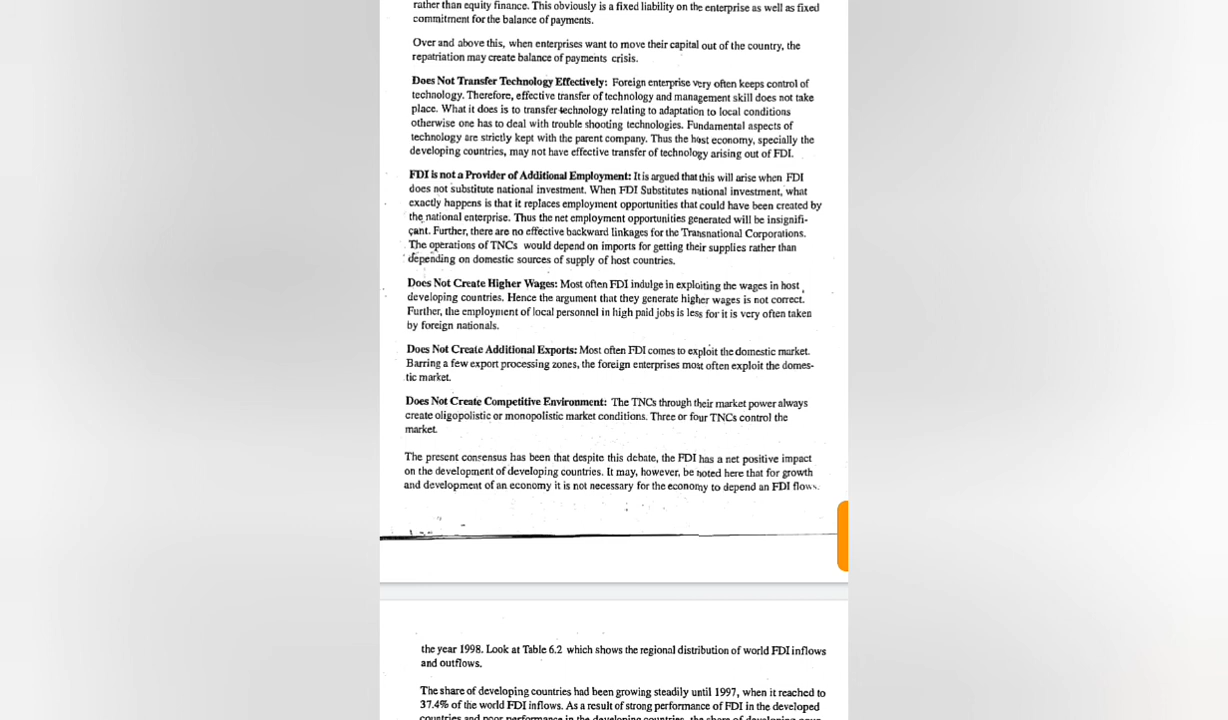 rather than equity finance. This obviously is a fixed liability on the enterprise as well as fixed
commitment for the balance of payments.
Over and above this, when enterprises want to move their capital out of the country, the
repatriation may create balance of payments crisis.
Does Not Transfer Technology Effectively: Foreign enterprise very often keeps control of
technology. Therefore, effective transfer of technology and management skill does not take
place. What it does is to transfer technology relating to adaptation to local conditions
otherwise one has to deal with trouble shooting technologies. Fundamental aspects of
technology are strictly kept with the parent company. Thus the host economy, specially the
developing countries, may not have effective transfer of technology arising out of FDI.
FDI is not a Provider of Additional Employment: It is argued that this will arise when FDI
does not substitute national investment. When FDI Substitutes national investment, what
exactly happens is that it replaces employment opportunities that could have been created by
the national enterprise. Thus the net employment opportunities generated will be insignifi-
cant. Further, there are no effective backward linkages for the Transnational Corporations.
The operations of TNCs would depend on imports for getting their supplies rather than
depending on domestic sources of supply of host countries.
Does Not Create Higher Wages: Most often FDI indulge in exploiting the wages in host
developing countries. Hence the argument that they generate higher wages is not correct.
Further, the employment of local personnel in high paid jobs is less for it is very often taken
by foreign nationals.
Does Not Create Additional Exports: Most often FDI comes to exploit the domestic market.
Barring a few export processing zones, the foreign enterprises most often exploit the domes-
tic market.
Does Not Create Competitive Environment: The TNCs through their market power always
create oligopolistic or monopolistic market conditions. Three or four TNCs control the
market.
The present consensus has been that despite this debate, the FDI has a net positive impact
on the development of developing countries. It may, however, be noted here that for growth
and development of an economy it is not necessary for the economy to depend an FDI flows.
the year 1998. Look at Table 6.2 which shows the regional distribution of world FDI inflows
and outflows.
The share of developing countries had been growing steadily until 1997, when it reached to
37.4% of the world FDI inflows. As a result of strong performance of FDI in the developed
countries and poor performance in the developing countries, the share of developing